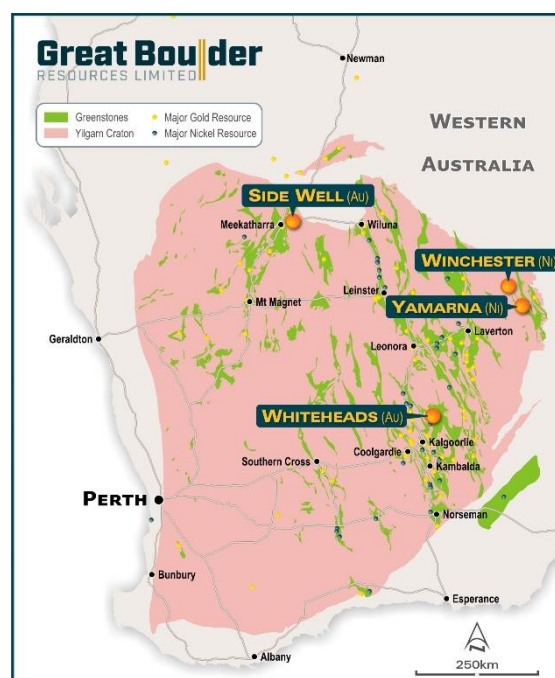 Great Boulder
RESOURCES LIMITED
Greenstones
Major Gold Resource
Yilgarn Craton
Major Nickel Resource
Newman
WESTERN
AUSTRALIA
SIDE WELL (Au)
Meekatharra
Wiluna
WINCHESTER (Ni)
Leinster
YAMARNA (Ni)
Mt Magnet
Geraldton
Laverton
Leonora
WHITEHEADS (Au)
Kalgoorlie
Coolgardie
Southern Cross
Kambalda
PERTH
Norseman
Bunbury
Esperance
Albany
N
250km